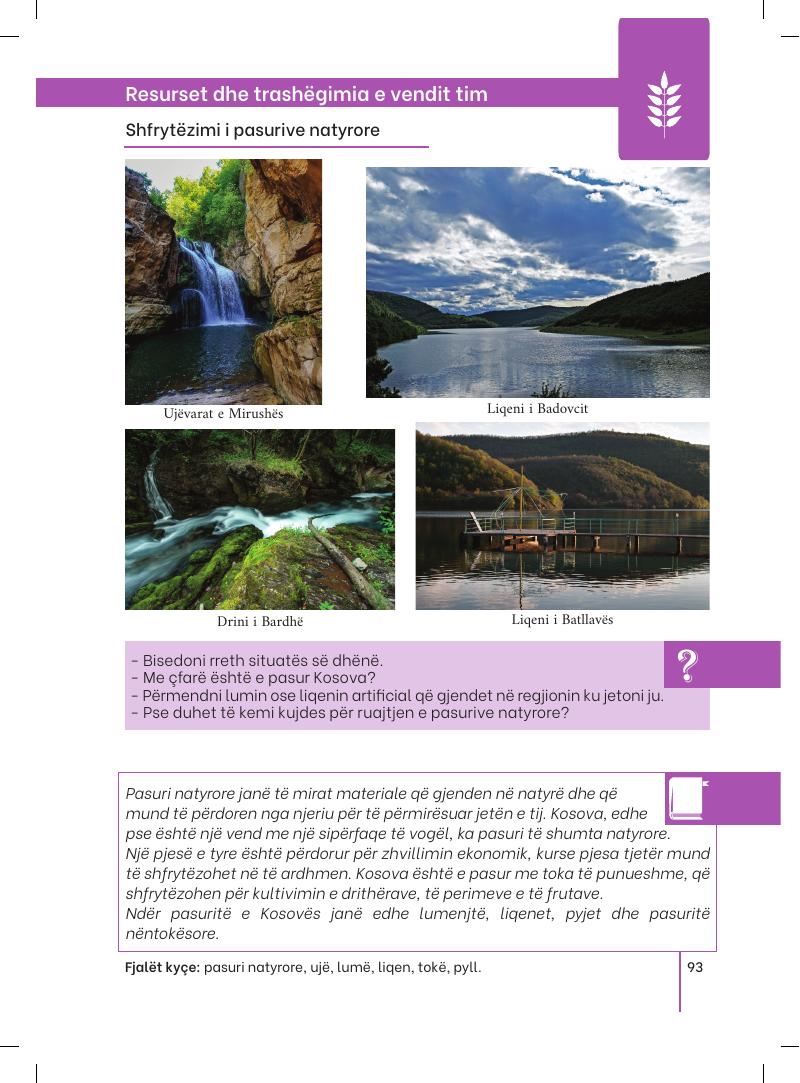 Resurset dhe trashëgimia e vendit tim
Shfrytëzimi i pasurive natyrore
Ujëvarat e Mirushës
Liqeni i Badovcit
Drini i Bardhë
Liqeni i Batllavës
- Bisedoni rreth situatës së dhënë.
- Me çfarë është e pasur Kosova?
- Përmendni lumin ose liqenin artificial që gjendet në regjionin ku jetoni ju.
- Pse duhet të kemi kujdes për ruajtjen e pasurive natyrore?
?
Pasuri natyrore janë të mirat materiale që gjenden në natyrë dhe që
mund të përdoren nga njeriu për të përmirësuar jetën e tij. Kosova, edhe
pse është një vend me një sipërfaqe të vogël, ka pasuri të shumta natyrore.
Një pjesë e tyre është përdorur për zhvillimin ekonomik, kurse pjesa tjetër mund
të shfrytëzohet në të ardhmen. Kosova është e pasur me toka të punueshme, që
shfrytëzohen për kultivimin e drithërave, të perimeve e të frutave.
Ndër pasuritë e Kosovës janë edhe lumenjtë, liqenet, pyjet dhe pasuritë
nëntokësore.
Fjalët kyçe: pasuri natyrore, ujë, lumë, liqen, tokë, pyll.
93